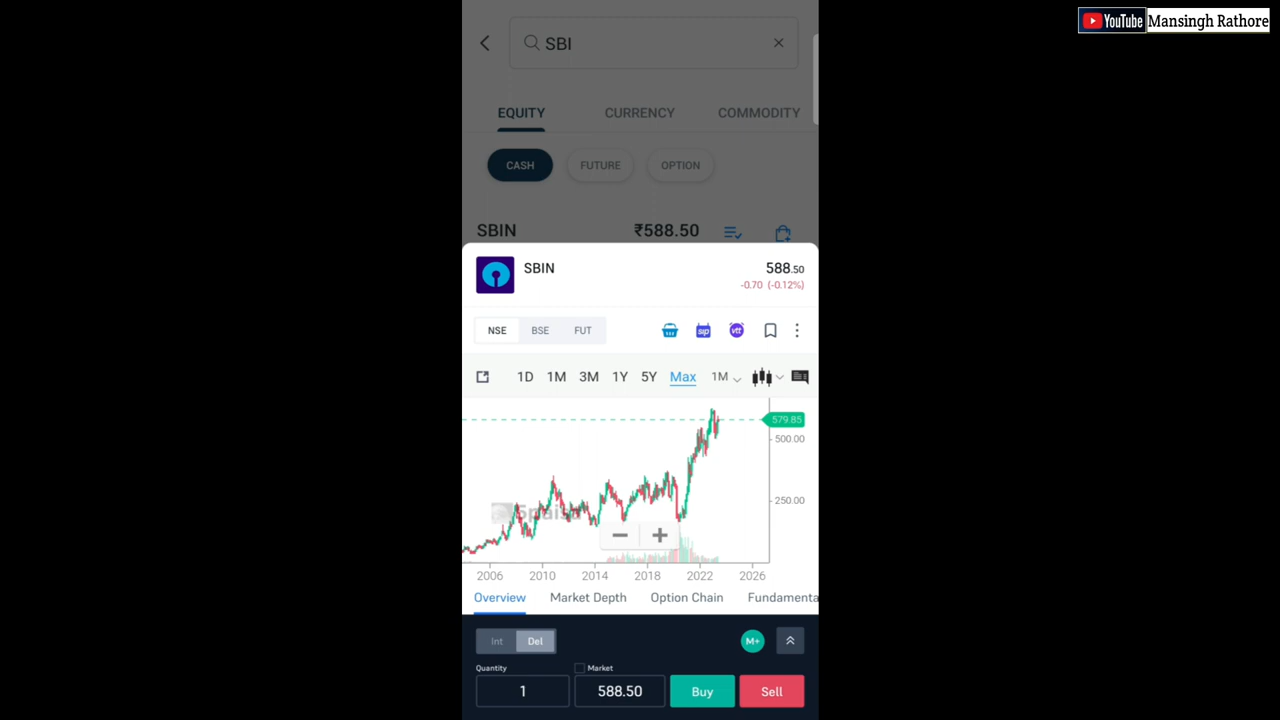 YouTube Mansingh Rathore
SBI
EQUITY CURRENCY COMMODITY
CASH FUTURE OPTION
SBIN ₹588.50
SBIN 588.50
-0.70 (-0.12%)
NSE BSE FUT sip vtt
1D 1M 3M 1Y 5Y Max 1M
579.85
500.00
250.00
5paisa
2006 2010 2014 2018 2022 2026
Overview Market Depth Option Chain Fundamenta
Int Del M+
Quantity Market
1 588.50 Buy Sell